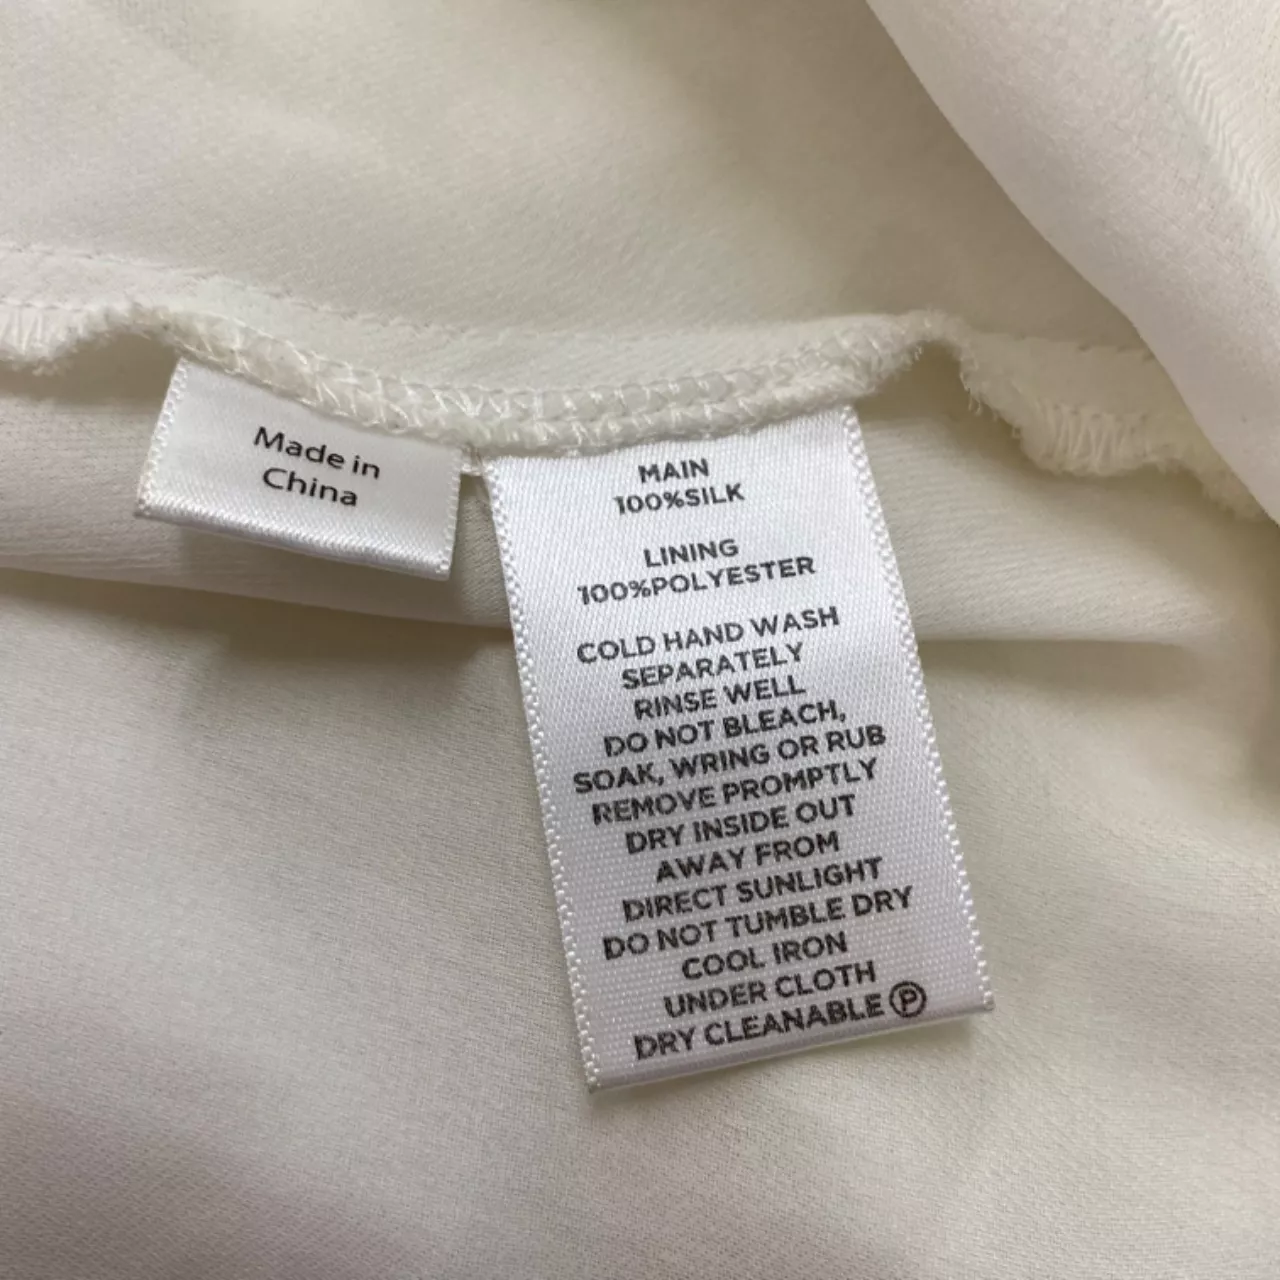 Made in
China
MAIN
100%SILK
LINING
100%POLYESTER
COLD HAND WASH
SEPARATELY
RINSE WELL
DO NOT BLEACH,
SOAK, WRING OR RUB
REMOVE PROMPTLY
DRY INSIDE OUT
AWAY FROM
DIRECT SUNLIGHT
DO NOT TUMBLE DRY
COOL IRON
UNDER CLOTH
DRY CLEANABLE Ⓟ